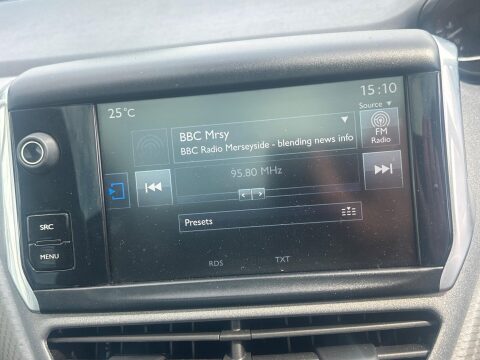 25°C
15:10
Source
BBC Mrsy
BBC Radio Merseyside - blending news info
FM
Radio
95.80 MHz
SRC
MENU
Presets
RDS
TXT